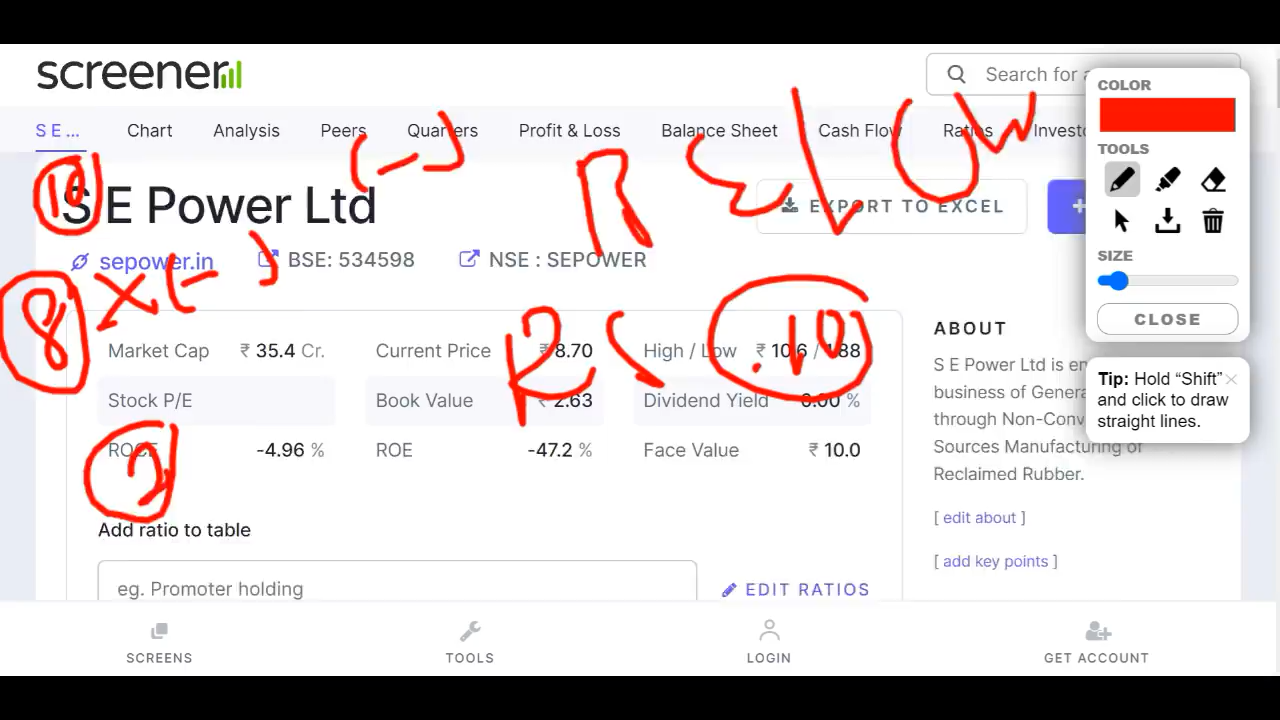 screener
Search for a
COLOR
S E ... Chart Analysis Peers Quarters Profit & Loss Balance Sheet Cash Flow Ratios Investo
TOOLS
(-)
10
S E Power Ltd
EXPORT TO EXCEL
sepower.in BSE: 534598 NSE : SEPOWER
SIZE
8 x (- )
CLOSE
.10
Market Cap ₹ 35.4 Cr. Current Price ₹ 8.70 High / Low ₹ 10.6 / 1.88
Stock P/E Book Value ₹ 2.63 Dividend Yield 0.00 %
ROCE -4.96 % ROE -47.2 % Face Value ₹ 10.0
2
ABOUT
S E Power Ltd is en
business of Genera
through Non-Conv
Sources Manufacturing of
Reclaimed Rubber.
Tip: Hold “Shift”
and click to draw
straight lines.
[ edit about ]
[ add key points ]
Add ratio to table
eg. Promoter holding
EDIT RATIOS
SCREENS TOOLS LOGIN GET ACCOUNT